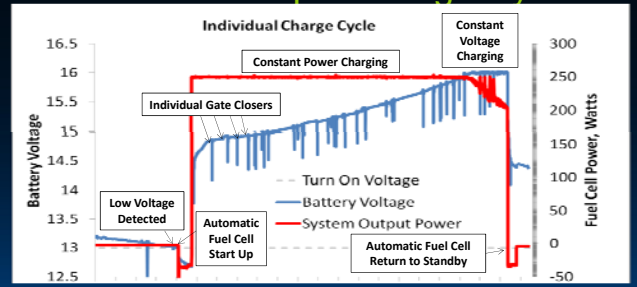 Individual Charge Cycle
Constant
Voltage
Charging
Constant Power Charging
Individual Gate Closers
Low Voltage
Detected
Automatic
Fuel Cell
Start Up
Automatic Fuel Cell
Return to Standby
Turn On Voltage
Battery Voltage
System Output Power
Battery Voltage
16.5
16
15.5
15
14.5
14
13.5
13
12.5
Fuel Cell Power, Watts
300
250
200
150
100
50
0
-50